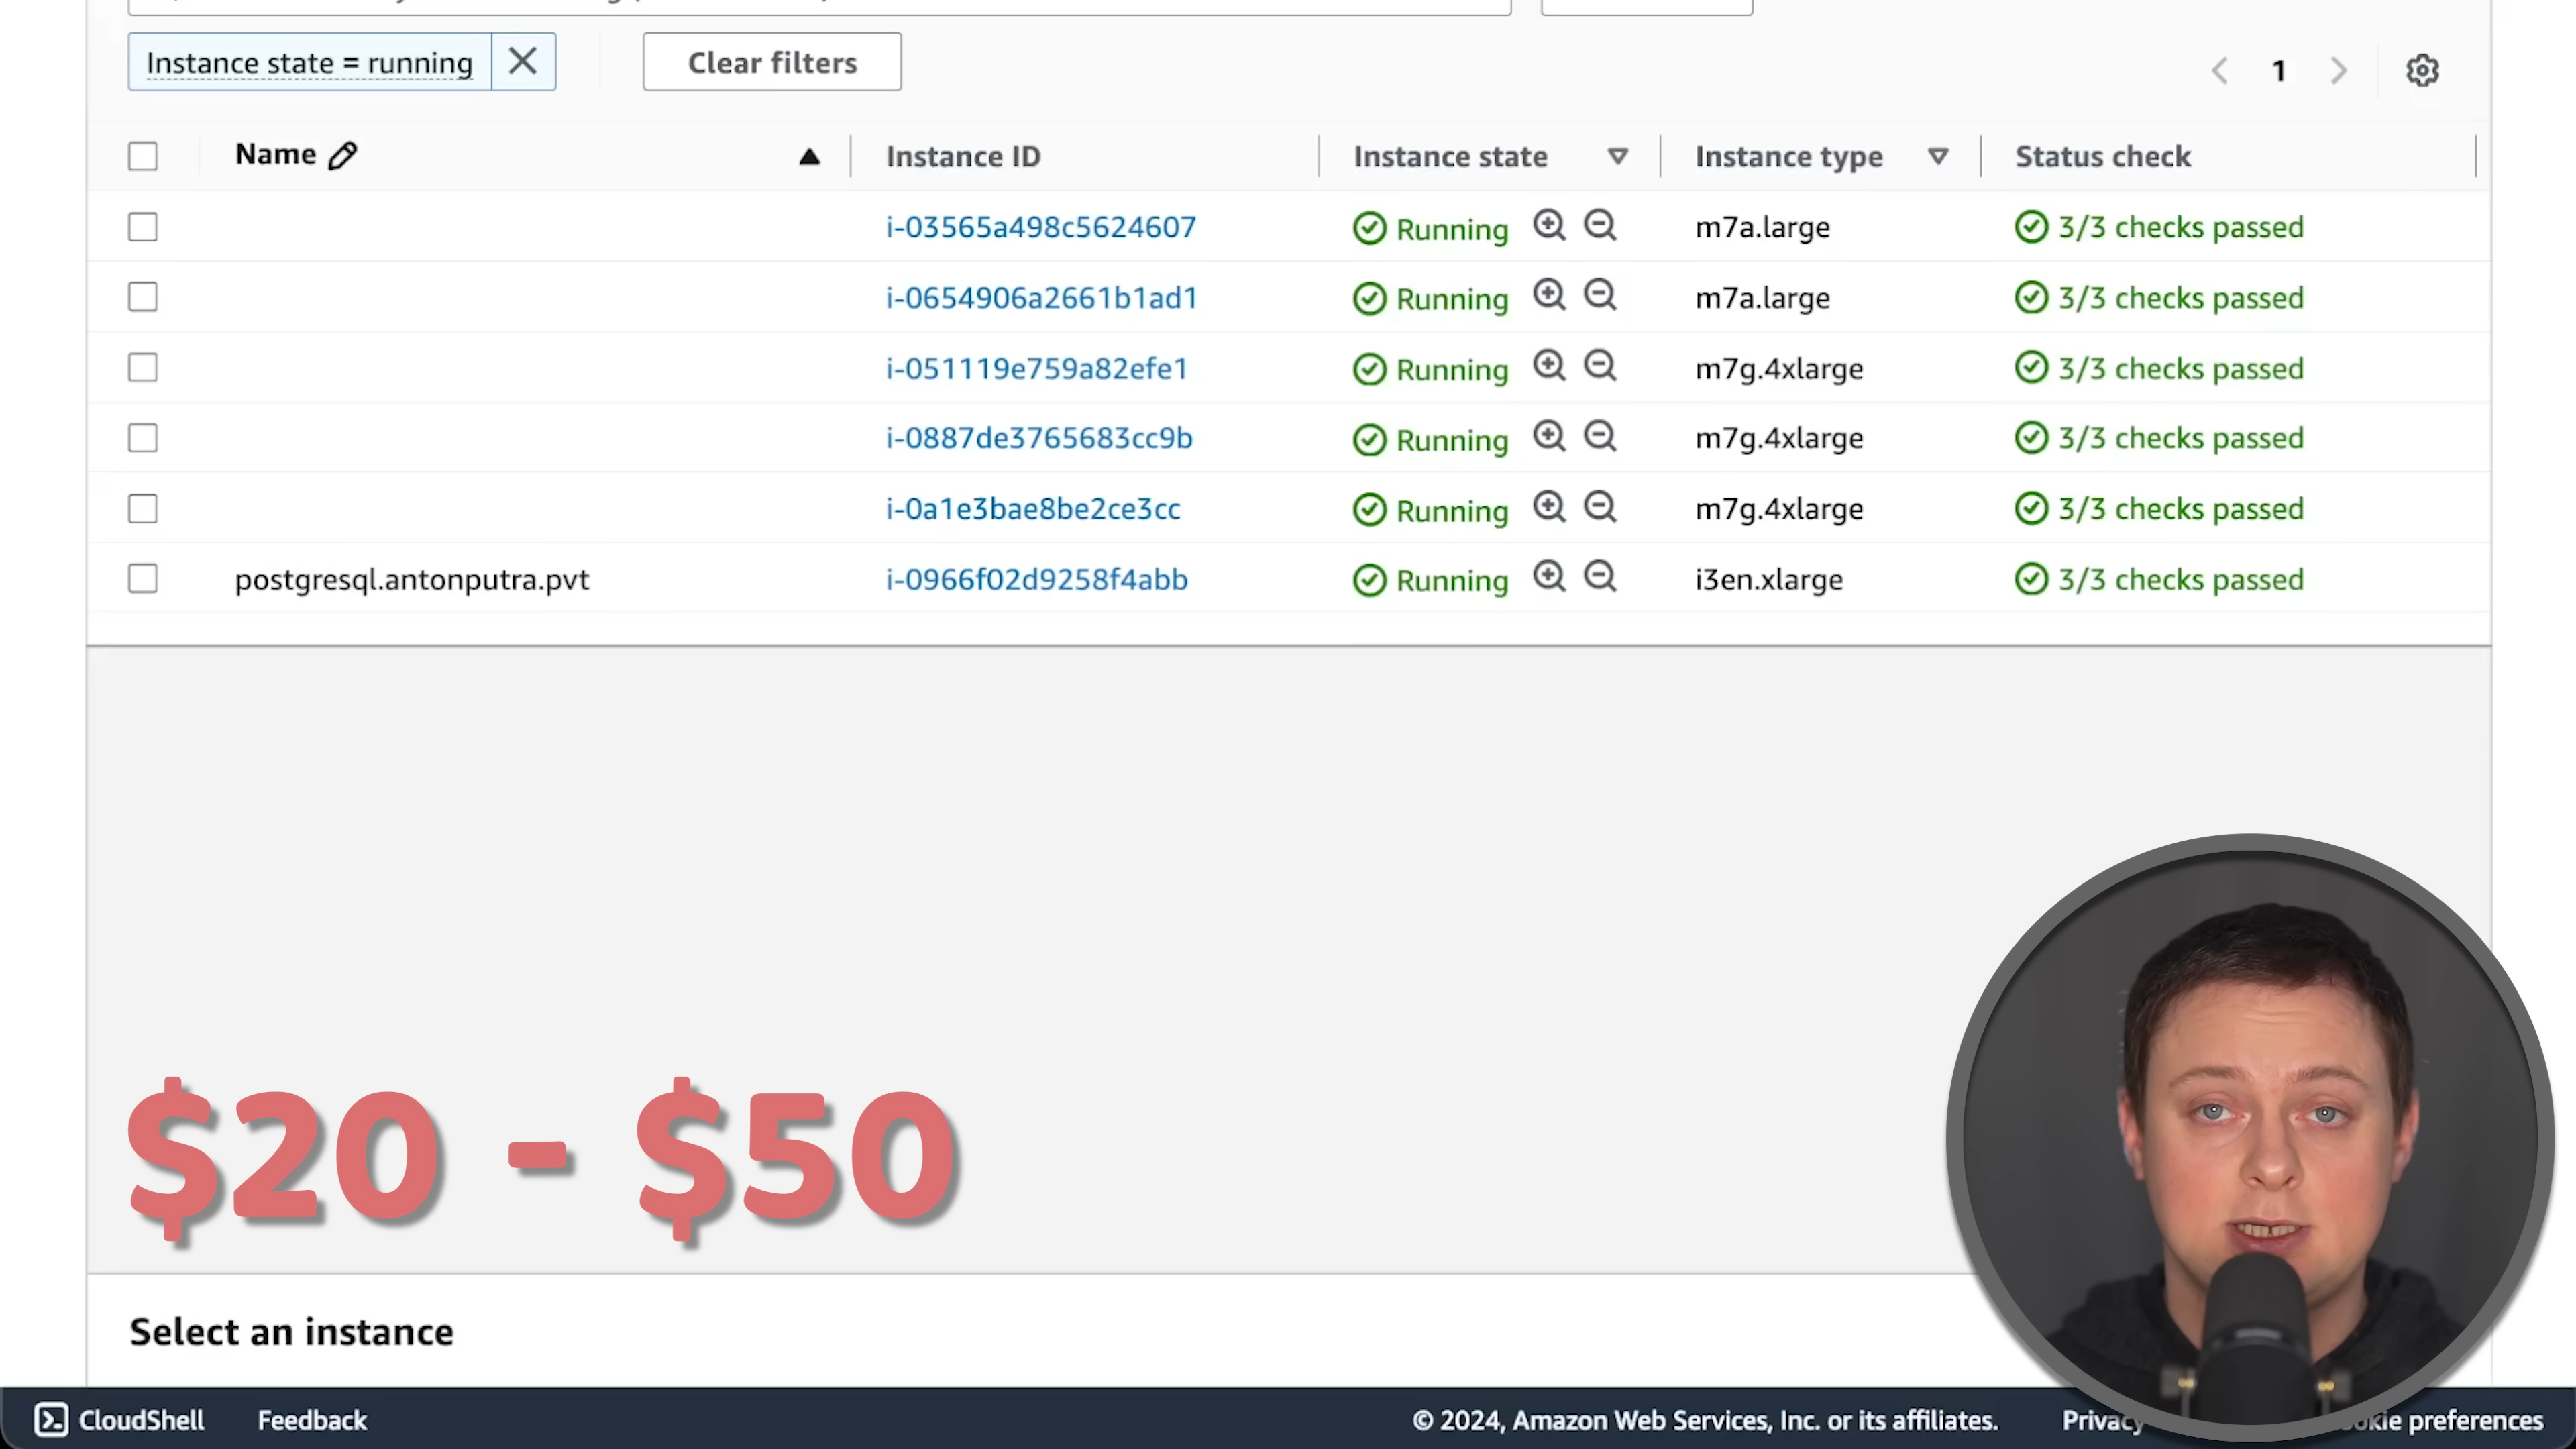 Instance state = running
Clear filters
1
Name Instance ID Instance state Instance type Status check
i-03565a498c5624607 Running m7a.large 3/3 checks passed
i-0654906a2661b1ad1 Running m7a.large 3/3 checks passed
i-051119e759a82efe1 Running m7g.4xlarge 3/3 checks passed
i-0887de3765683cc9b Running m7g.4xlarge 3/3 checks passed
i-0a1e3bae8be2ce3cc Running m7g.4xlarge 3/3 checks passed
postgresql.antonputra.pvt i-0966f02d9258f4abb Running i3en.xlarge 3/3 checks passed
$20 - $50
Select an instance
CloudShell Feedback © 2024, Amazon Web Services, Inc. or its affiliates. Privacy preferences